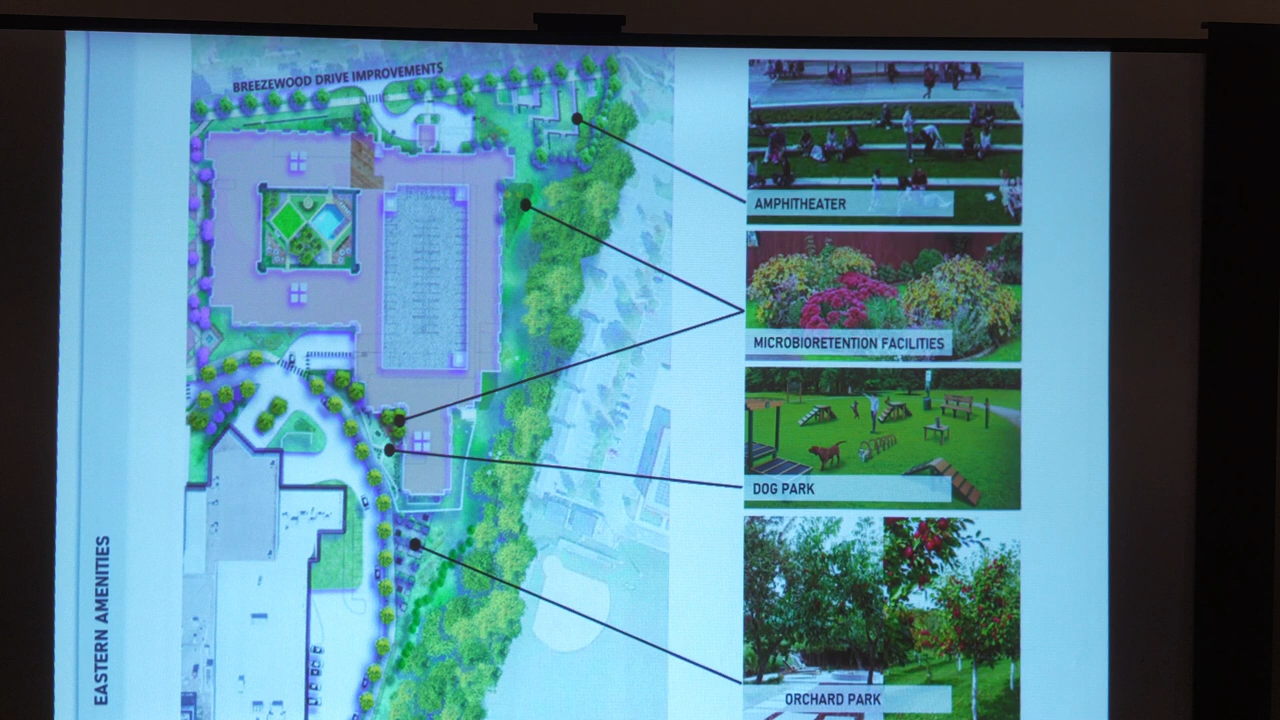 BREEZEWOOD DRIVE IMPROVEMENTS
AMPHITHEATER
MICROBIORETENTION FACILITIES
DOG PARK
ORCHARD PARK
EASTERN AMENITIES